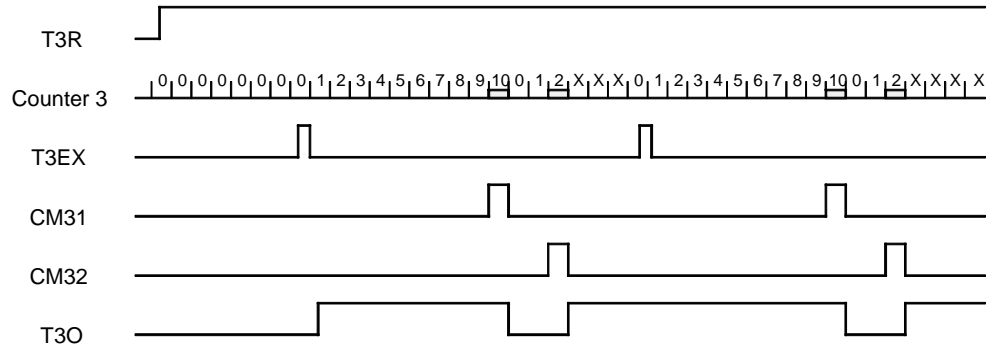 T3R
Counter 3 0 0 0 0 0 0 0 0 1 2 3 4 5 6 7 8 9 10 0 1 2 X X X 0 1 2 3 4 5 6 7 8 9 10 0 1 2 X X X X
T3EX
CM31
CM32
T3O